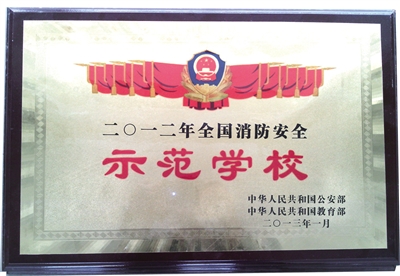 二〇一二年全国消防安全
示范学校
中华人民共和国公安部
中华人民共和国教育部
二〇一三年一月